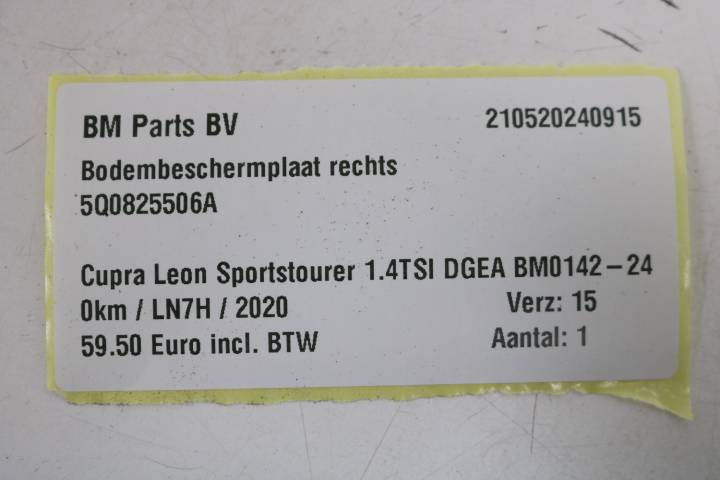 BM Parts BV 210520240915
Bodembeschermplaat rechts
5Q0825506A
Cupra Leon Sportstourer 1.4TSI DGEA BM0142-24
0km / LN7H / 2020 Verz: 15
59.50 Euro incl. BTW Aantal: 1